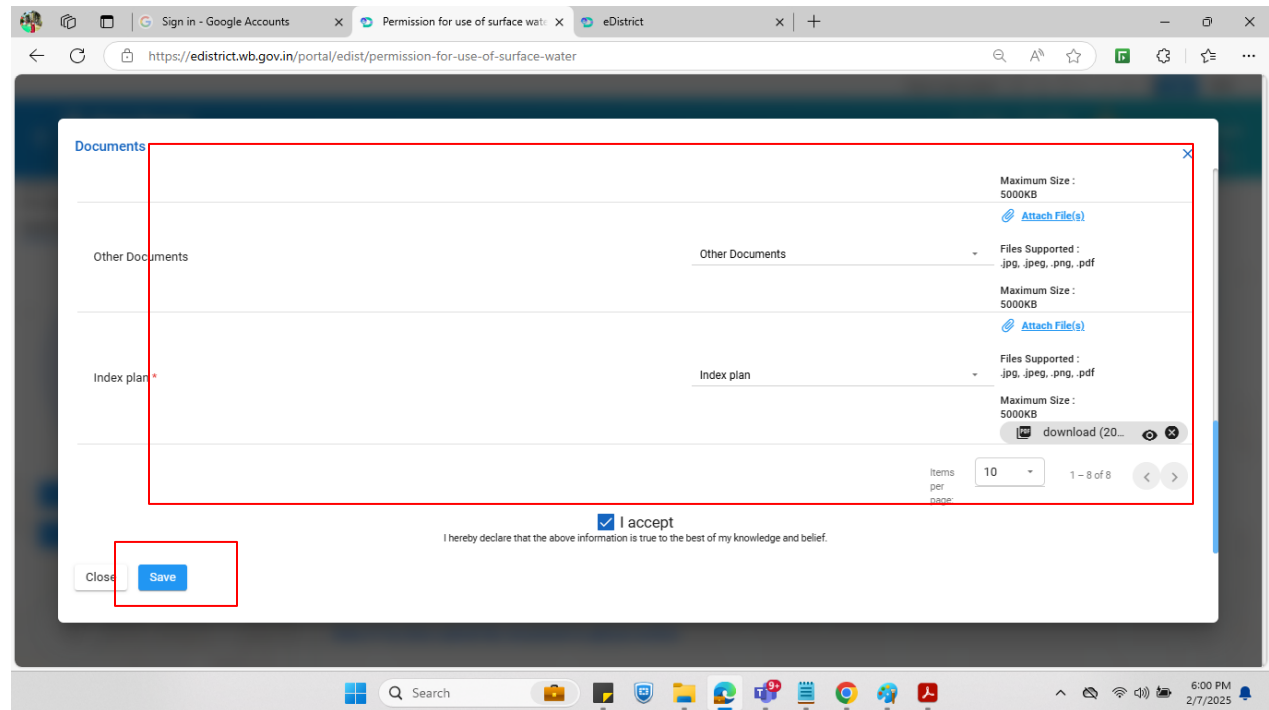 Sign in - Google Accounts
Permission for use of surface wate
eDistrict
https://edistrict.wb.gov.in/portal/edist/permission-for-use-of-surface-water
Documents
Maximum Size :
5000KB
Attach File(s)
Other Documents
Other Documents
Files Supported :
.jpg, .jpeg, .png, .pdf
Maximum Size :
5000KB
Attach File(s)
Index plan *
Index plan
Files Supported :
.jpg, .jpeg, .png, .pdf
Maximum Size :
5000KB
PDF
download (20...
Items
per
page:
10
1 – 8 of 8
I accept
I hereby declare that the above information is true to the best of my knowledge and belief.
Close
Save
Search
9+
6:00 PM
2/7/2025